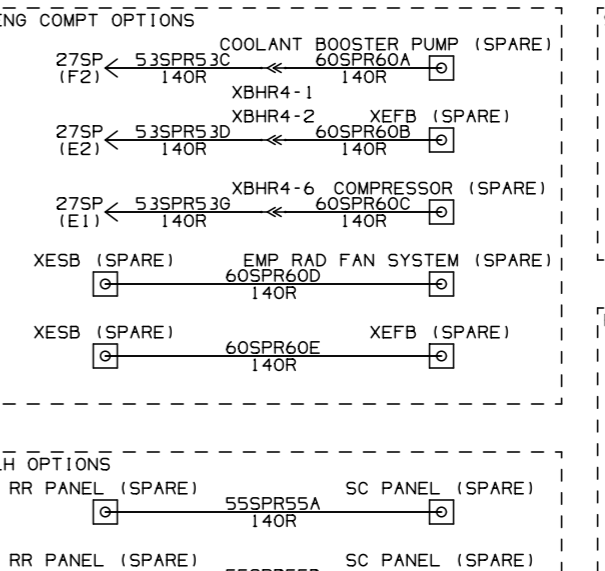 NG COMPT OPTIONS
COOLANT BOOSTER PUMP (SPARE)
27SP 53SPR53C 60SPR60A
(F2) 140R 140R
XBHR4-1
XBHR4-2 XEFB (SPARE)
27SP 53SPR53D 60SPR60B
(E2) 140R 140R
XBHR4-6 COMPRESSOR (SPARE)
27SP 53SPR53G 60SPR60C
(E1) 140R 140R
XESB (SPARE) EMP RAD FAN SYSTEM (SPARE)
60SPR60D
140R
XESB (SPARE) XEFB (SPARE)
60SPR60E
140R
H OPTIONS
RR PANEL (SPARE) SC PANEL (SPARE)
55SPR55A
140R
RR PANEL (SPARE) SC PANEL (SPARE)